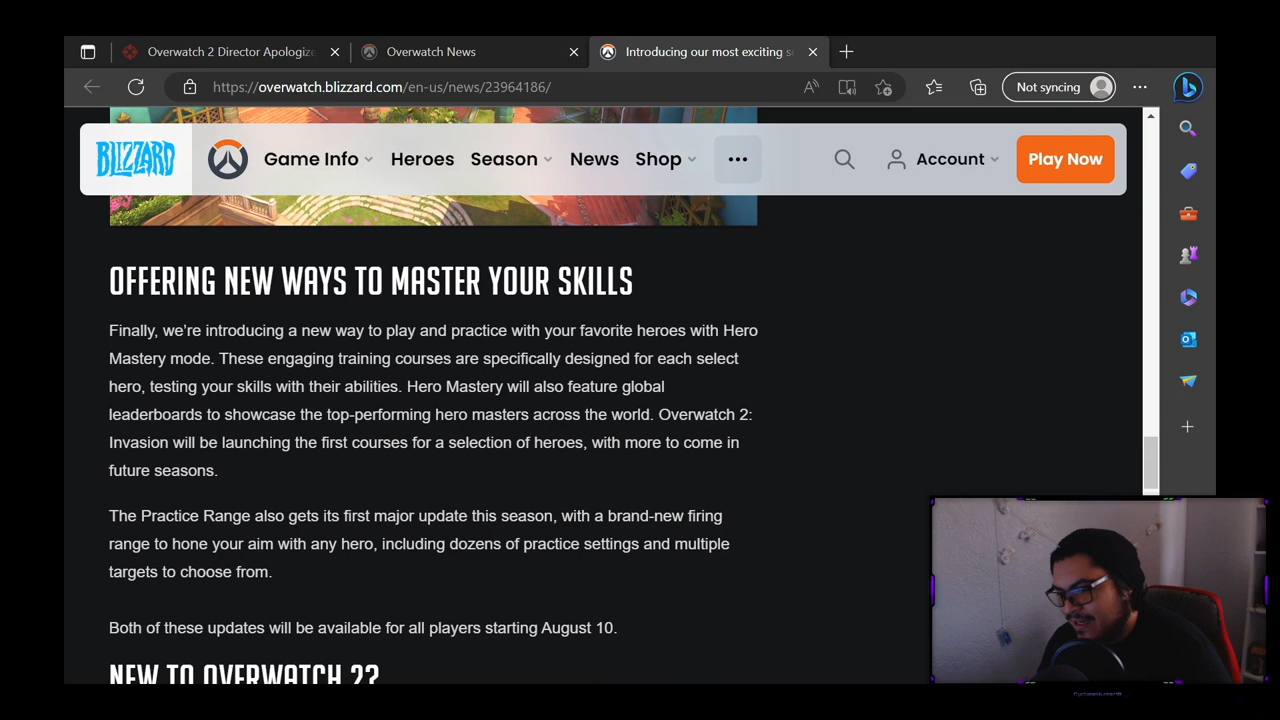 Overwatch 2 Director Apologize
Overwatch News
Introducing our most exciting s
https://overwatch.blizzard.com/en-us/news/23964186/
Not syncing
BLIZZARD
Game Info
Heroes
Season
News
Shop
Account
Play Now
OFFERING NEW WAYS TO MASTER YOUR SKILLS
Finally, we're introducing a new way to play and practice with your favorite heroes with Hero
Mastery mode. These engaging training courses are specifically designed for each select
hero, testing your skills with their abilities. Hero Mastery will also feature global
leaderboards to showcase the top-performing hero masters across the world. Overwatch 2:
Invasion will be launching the first courses for a selection of heroes, with more to come in
future seasons.
The Practice Range also gets its first major update this season, with a brand-new firing
range to hone your aim with any hero, including dozens of practice settings and multiple
targets to choose from.
Both of these updates will be available for all players starting August 10.
NEW TO OVERWATCH 2?